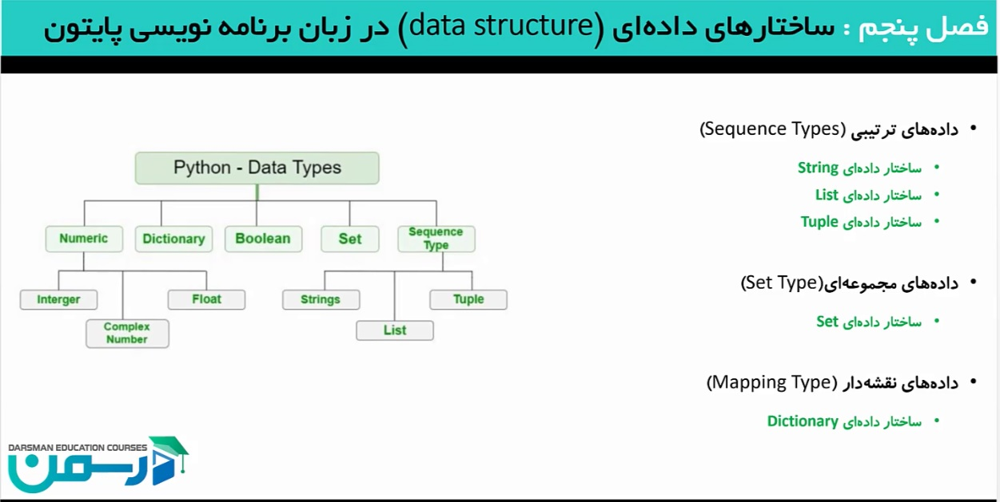 فصل پنجم : ساختارهای داده‌ای (data structure) در زبان برنامه نویسی پایتون
• داده‌های ترتیبی (Sequence Types)
• ساختار داده‌ای String
• ساختار داده‌ای List
• ساختار داده‌ای Tuple
• داده‌های مجموعه‌ای(Set Type)
• ساختار داده‌ای Set
• داده‌های نقشه‌دار (Mapping Type)
• ساختار داده‌ای Dictionary
Python - Data Types
Numeric
Dictionary
Boolean
Set
Sequence
Type
Interger
Float
Strings
Tuple
Complex
Number
List
DARSMAN EDUCATION COURSES
درسمن